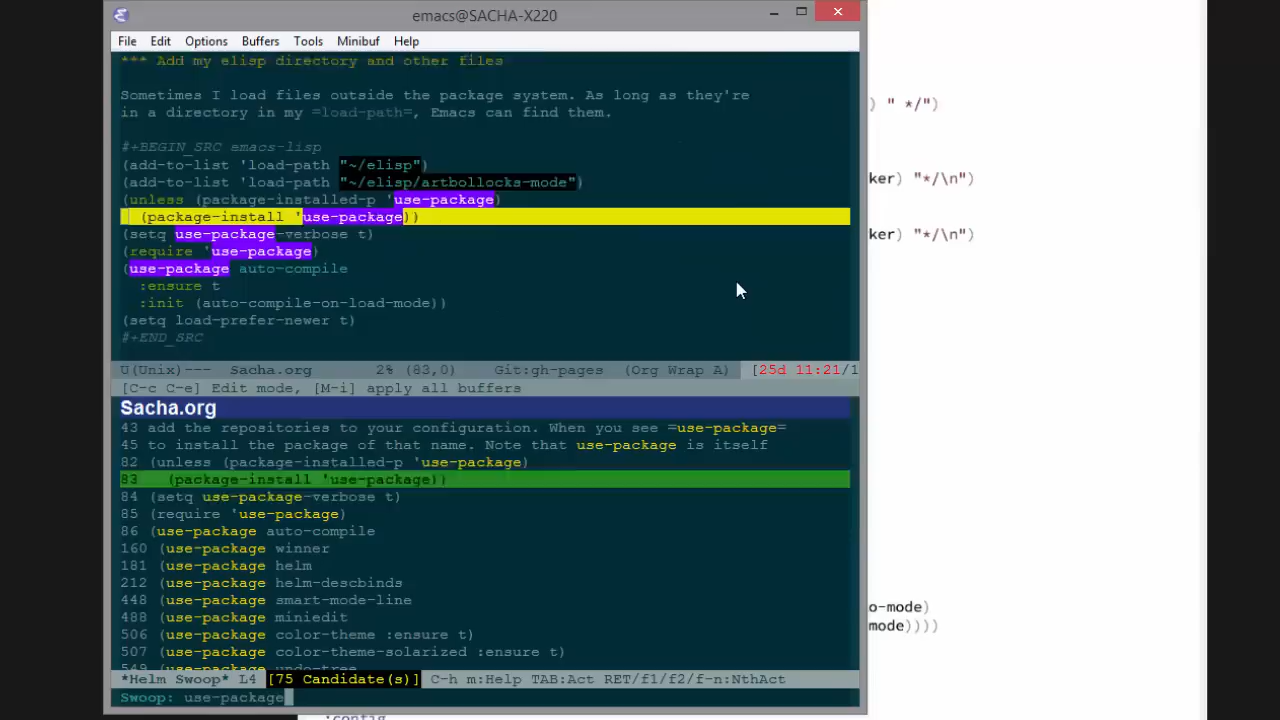 emacs@SACHA-X220
File Edit Options Buffers Tools Minibuf Help
*** Add my elisp directory and other files
Sometimes I load files outside the package system. As long as they're
in a directory in my =load-path=, Emacs can find them.
#+BEGIN_SRC emacs-lisp
(add-to-list 'load-path "~/elisp")
(add-to-list 'load-path "~/elisp/artbollocks-mode")
(unless (package-installed-p 'use-package)
(package-install 'use-package))
(setq use-package-verbose t)
(require 'use-package)
(use-package auto-compile
:ensure t
:init (auto-compile-on-load-mode))
(setq load-prefer-newer t)
#+END_SRC
U(Unix)--- Sacha.org 2% (83,0) Git:gh-pages (Org Wrap A) [25d 11:21/1
[C-c C-e] Edit mode, [M-i] apply all buffers
Sacha.org
43 add the repositories to your configuration. When you see =use-package=
45 to install the package of that name. Note that use-package is itself
82 (unless (package-installed-p 'use-package)
83 (package-install 'use-package))
84 (setq use-package-verbose t)
85 (require 'use-package)
86 (use-package auto-compile
160 (use-package winner
181 (use-package helm
212 (use-package helm-descbinds
448 (use-package smart-mode-line
488 (use-package miniedit
506 (use-package color-theme :ensure t)
507 (use-package color-theme-solarized :ensure t)
549 (use-package undo-tree
*Helm Swoop* L4 [75 Candidate(s)] C-h m:Help TAB:Act RET/f1/f2/f-n:NthAct
Swoop: use-package
) " */")
ker) "*/\n")
ker) "*/\n")
o-mode)
mode))))
:config